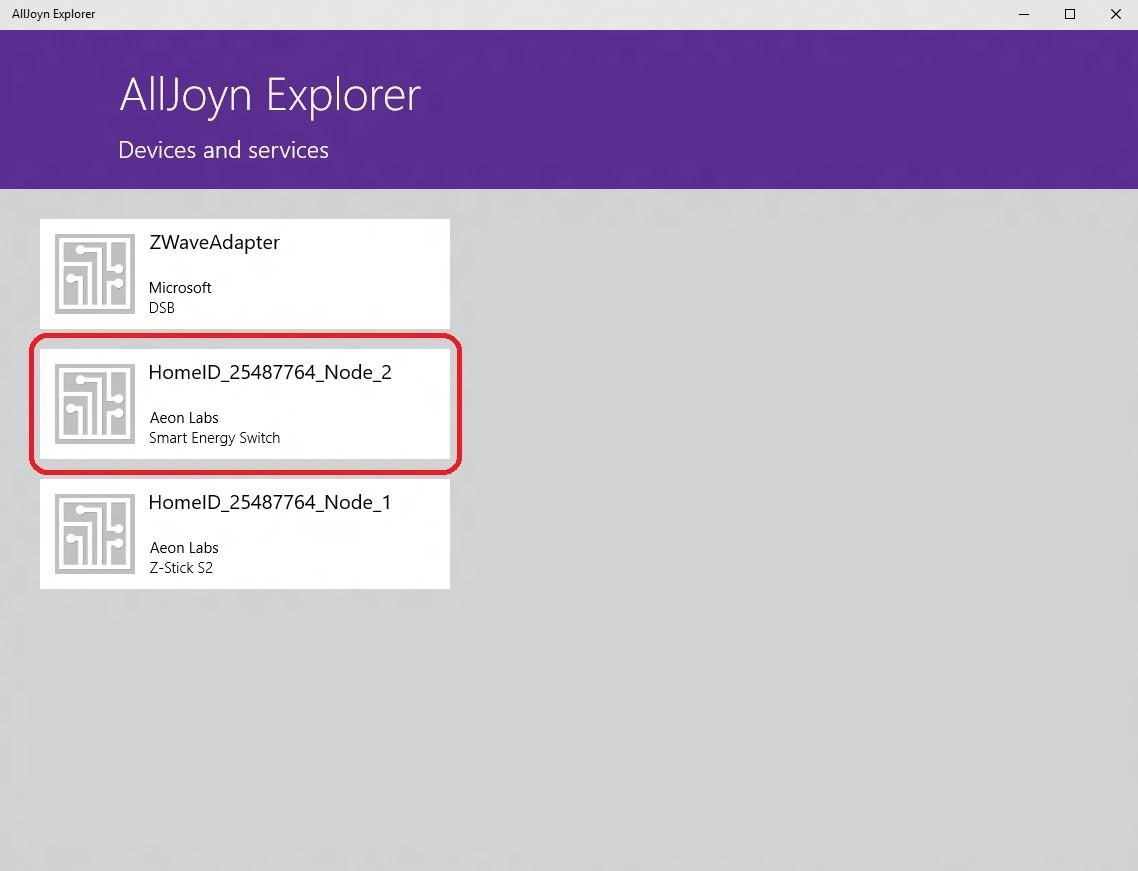 AllJoyn Explorer
AllJoyn Explorer
Devices and services
ZWaveAdapter
Microsoft
DSB
HomeID_25487764_Node_2
Aeon Labs
Smart Energy Switch
HomeID_25487764_Node_1
Aeon Labs
Z-Stick S2